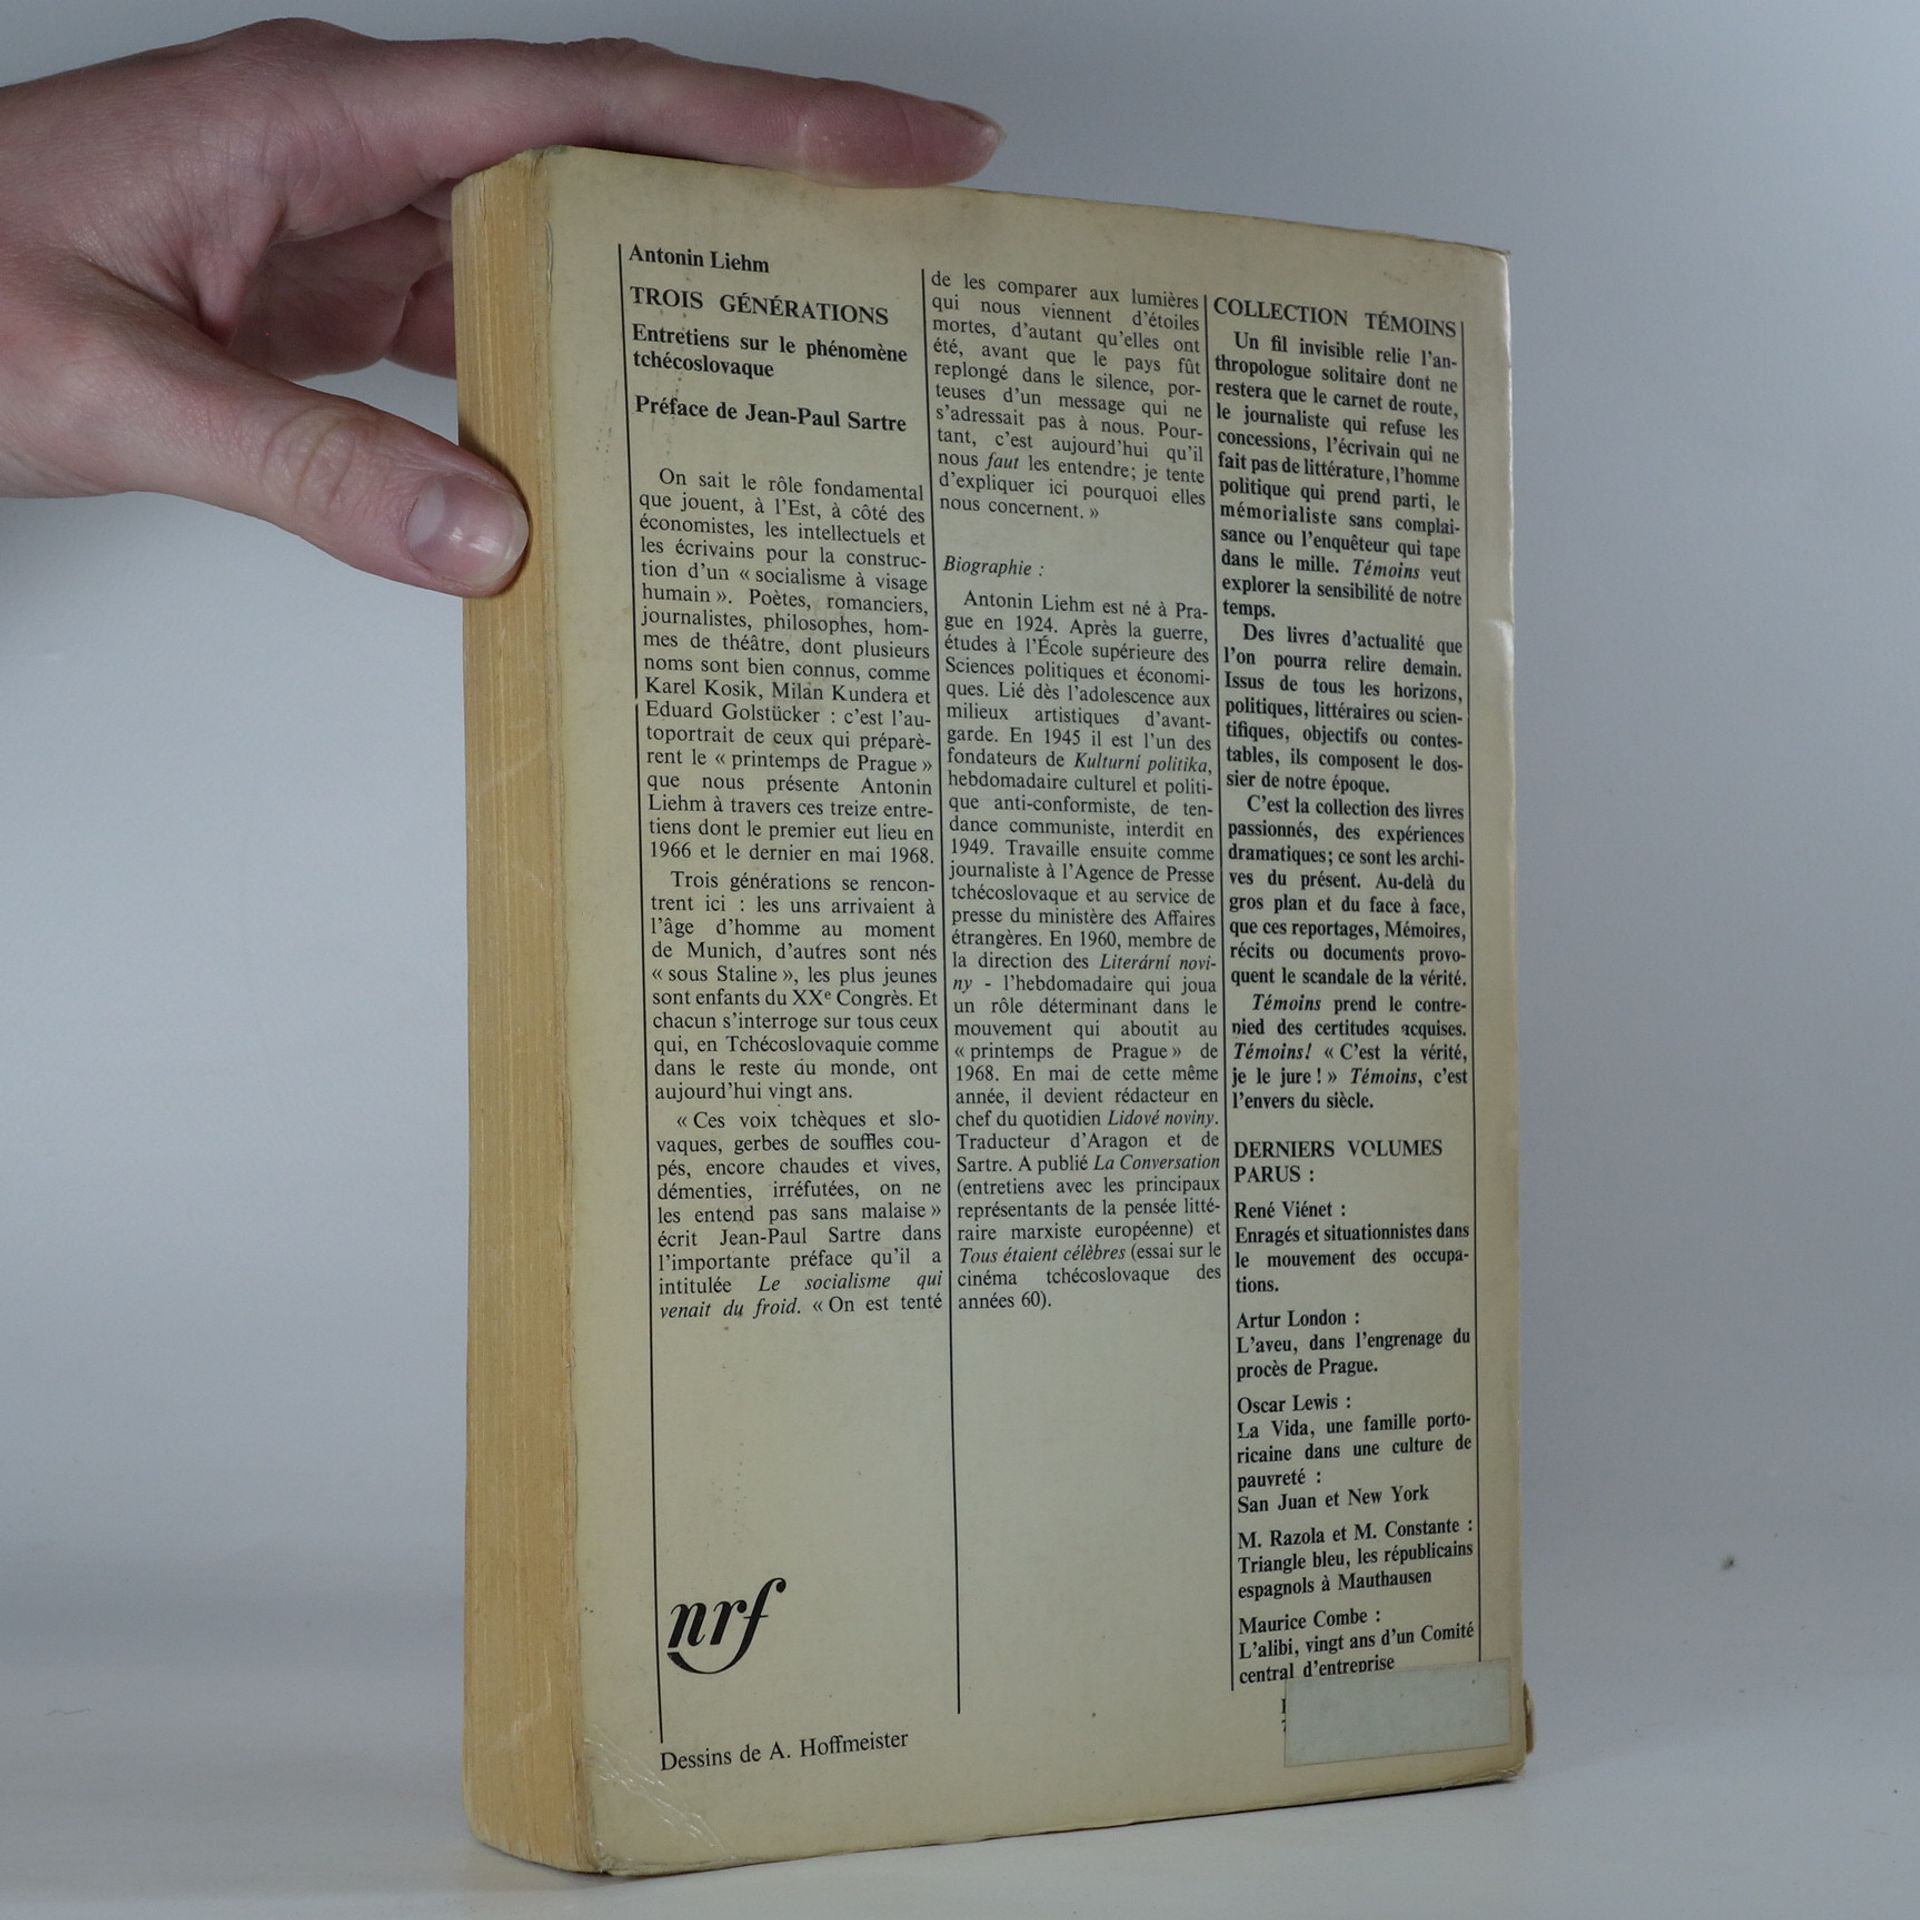 Antonin Liehm
TROIS GÉNÉRATIONS
Entretiens sur le phénomène
tchécoslovaque
Préface de Jean-Paul Sartre
On sait le rôle fondamental
que jouent, à l'Est, à côté des
économistes, les intellectuels et
les écrivains pour la construc-
tion d'un « socialisme à visage
humain ». Poètes, romanciers,
journalistes, philosophes, hom-
mes de théâtre, dont plusieurs
noms sont bien connus, comme
Karel Kosik, Milan Kundera et
Eduard Golstücker : c'est l'au-
toportrait de ceux qui préparè-
rent le « printemps de Prague »
que nous présente Antonin
Liehm à travers ces treize entre-
tiens dont le premier eut lieu en
1966 et le dernier en mai 1968.
Trois générations se rencon-
trent ici : les uns arrivaient à
l'âge d'homme au moment
de Munich, d'autres sont nés
« sous Staline », les plus jeunes
sont enfants du XXe Congrès. Et
chacun s'interroge sur tous ceux
qui, en Tchécoslovaquie comme
dans le reste du monde, ont
aujourd'hui vingt ans.
« Ces voix tchèques et slo-
vaques, gerbes de souffles cou-
pés, encore chaudes et vives,
démenties, irréfutées, on ne
les entend pas sans malaise »
écrit Jean-Paul Sartre dans
l'importante préface qu'il a
intitulée Le socialisme qui
venait du froid. « On est tenté
de les comparer aux lumières
qui nous viennent d'étoiles
mortes, d'autant qu'elles ont
été, avant que le pays fût
replongé dans le silence, por-
teuses d'un message qui ne
s'adressait pas à nous. Pour-
tant, c'est aujourd'hui qu'il
nous faut les entendre; je tente
d'expliquer ici pourquoi elles
nous concernent. »
Biographie :
Antonin Liehm est né à Pra-
gue en 1924. Après la guerre,
études à l'École supérieure des
Sciences politiques et économi-
ques. Lié dès l'adolescence aux
milieux artistiques d'avant-
garde. En 1945 il est l'un des
fondateurs de Kulturní politika,
hebdomadaire culturel et politi-
que anti-conformiste, de ten-
dance communiste, interdit en
1949. Travaille ensuite comme
journaliste à l'Agence de Presse
tchécoslovaque et au service de
presse du ministère des Affaires
étrangères. En 1960, membre de
la direction des Literární novi-
ny - l'hebdomadaire qui joua
un rôle déterminant dans le
mouvement qui aboutit au
« printemps de Prague » de
1968. En mai de cette même
année, il devient rédacteur en
chef du quotidien Lidové noviny.
Traducteur d'Aragon et de
Sartre. A publié La Conversation
(entretiens avec les principaux
représentants de la pensée litté-
raire marxiste européenne) et
Tous étaient célèbres (essai sur le
cinéma tchécoslovaque des
années 60).
COLLECTION TÉMOINS
Un fil invisible relie l'an-
thropologue solitaire dont ne
restera que le carnet de route,
le journaliste qui refuse les
concessions, l'écrivain qui ne
fait pas de littérature, l'homme
politique qui prend parti, le
mémorialiste sans complai-
sance ou l'enquêteur qui tape
dans le mille. Témoins veut
explorer la sensibilité de notre
temps.
Des livres d'actualité que
l'on pourra relire demain.
Issus de tous les horizons,
politiques, littéraires ou scien-
tifiques, objectifs ou contes-
tables, ils composent le dos-
sier de notre époque.
C'est la collection des livres
passionnés, des expériences
dramatiques; ce sont les archi-
ves du présent. Au-delà du
gros plan et du face à face,
que ces reportages, Mémoires,
récits ou documents provo-
quent le scandale de la vérité.
Témoins prend le contre-
pied des certitudes acquises.
Témoins! « C'est la vérité,
je le jure ! » Témoins, c'est
l'envers du siècle.
DERNIERS VOLUMES
PARUS :
René Viénet :
Enragés et situationnistes dans
le mouvement des occupa-
tions.
Artur London :
L'aveu, dans l'engrenage du
procès de Prague.
Oscar Lewis :
La Vida, une famille porto-
ricaine dans une culture de
pauvreté :
San Juan et New York
M. Razola et M. Constante :
Triangle bleu, les républicains
espagnols à Mauthausen
Maurice Combe :
L'alibi, vingt ans d'un Comité
central d'entreprise
nrf
Dessins de A. Hoffmeister